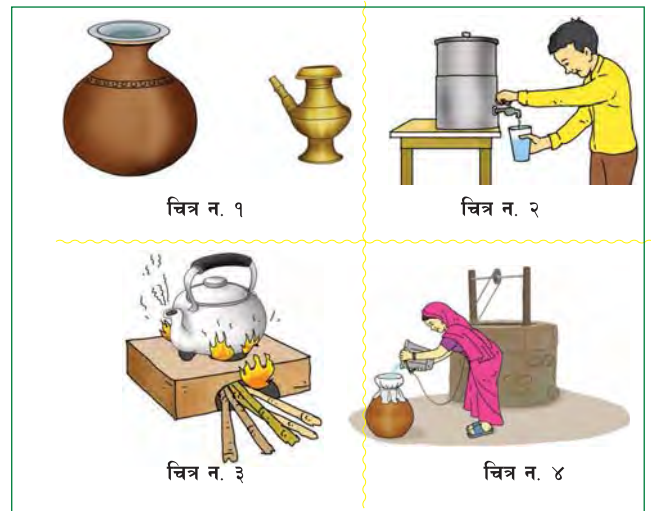 चित्र न. १
चित्र न. २
चित्र न. ३
चित्र न. ४